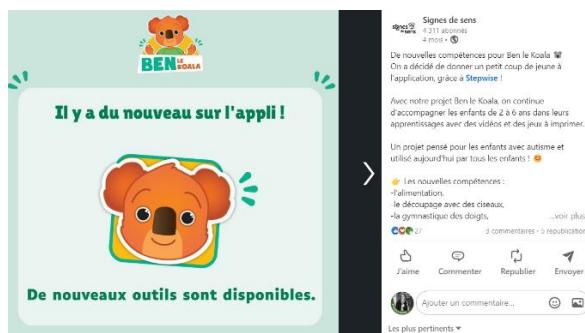 BEN LE KOALA
Il y a du nouveau sur l'appli !
De nouveaux outils sont disponibles.
signes de sens
Signes de sens
4 311 abonnés
4 mois •
De nouvelles compétences pour Ben le Koala 🐨
On a décidé de donner un petit coup de jeune à
l'application, grâce à Stepwise !
Avec notre projet Ben le Koala, on continue
d'accompagner les enfants de 2 à 6 ans dans leurs
apprentissages avec des vidéos et des jeux à imprimer.
Un projet pensé pour les enfants avec autisme et
utilisé aujourd'hui par tous les enfants ! 😊
👉 Les nouvelles compétences :
-l'alimentation,
-le découpage avec des ciseaux,
-la gymnastique des doigts,
...voir plus
27
3 commentaires • 5 republications
J'aime
Commenter
Republier
Envoyer
Ajouter un commentaire...
Les plus pertinents